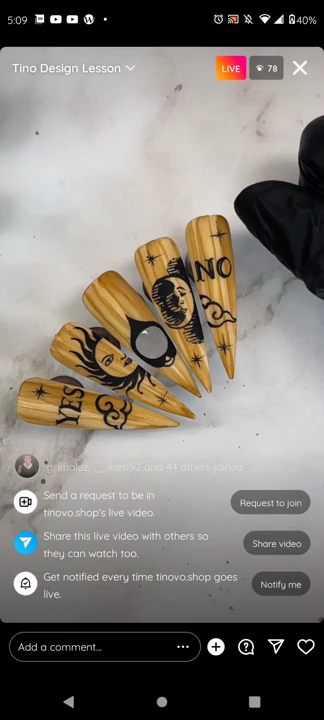 5:09
40%
Tino Design Lesson
LIVE
78
NO
YES
__lisett92 and 44 others joined
Send a request to be in
tinovo.shop's live video.
Request to join
Share this live video with others so
they can watch too.
Share video
Get notified every time tinovo.shop goes
live.
Notify me
Add a comment...